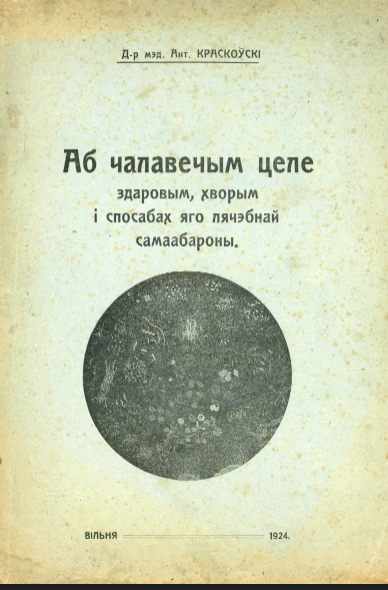 Д-р мэд. Ант. КРАСКОЎСКІ
Аб чалавечым целе
здаровым, хворым
і спосабах яго лячэбнай
самаабароны.
ВІЛЬНЯ 1924.